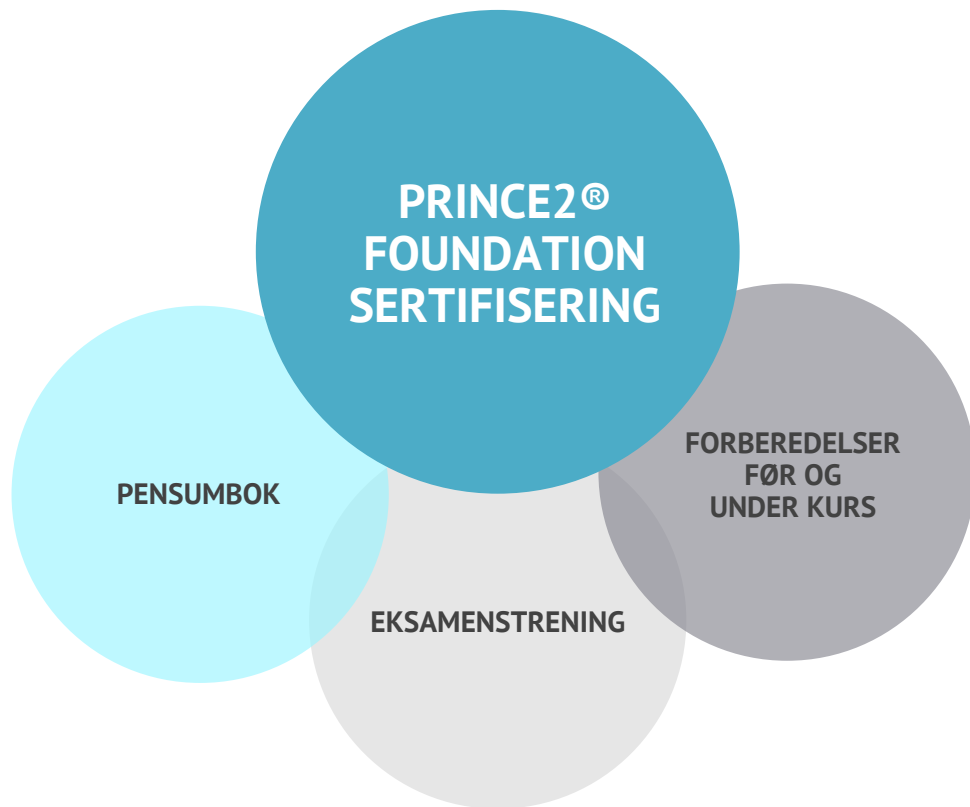 PRINCE2®
FOUNDATION
SERTIFISERING
PENSUMBOK
FORBEREDELSER
FØR OG
UNDER KURS
EKSAMENSTRENING